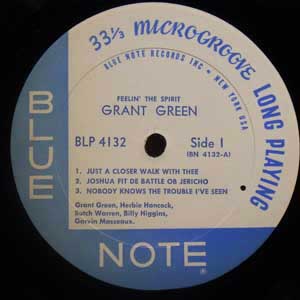 33⅓ MICROGROOVE LONG PLAYING
BLUE NOTE RECORDS INC • NEW YORK USA
FEELIN' THE SPIRIT
GRANT GREEN
BLP 4132
Side 1
(BN 4132-A)
1. JUST A CLOSER WALK WITH THEE
2. JOSHUA FIT DE BATTLE OB JERICHO
3. NOBODY KNOWS THE TROUBLE I'VE SEEN
Grant Green, Herbie Hancock,
Butch Warren, Billy Higgins,
Garvin Masseaux.
BLUE
NOTE
®